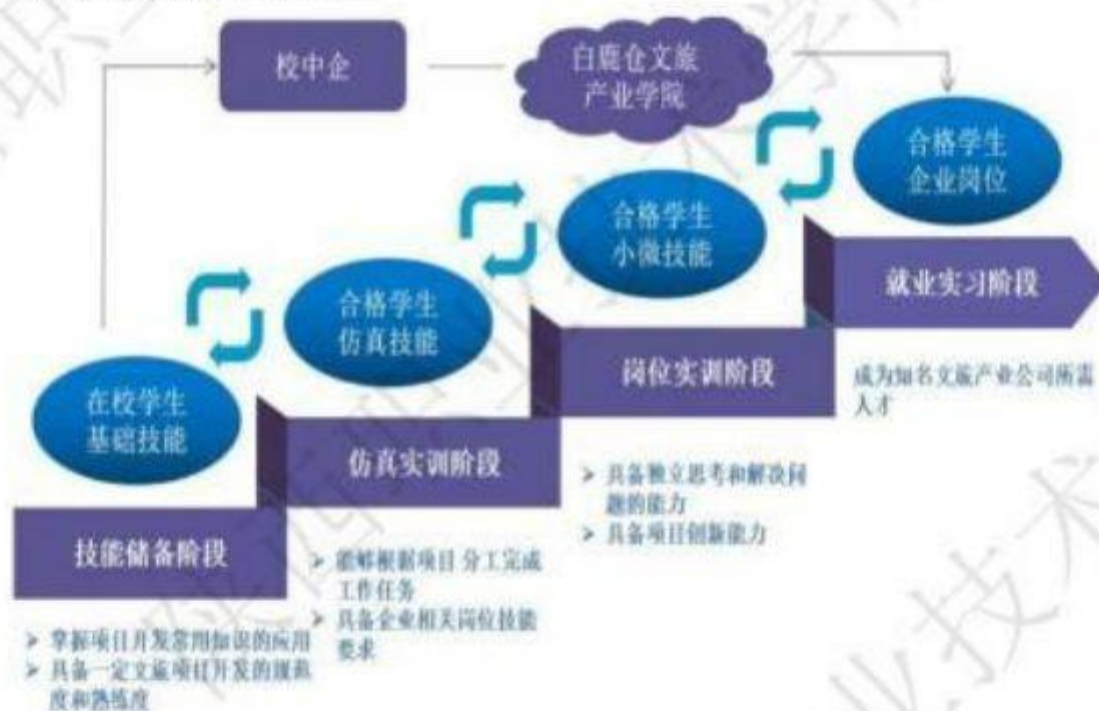 校中企
白鹿仓文旅
产业学院
合格学生
企业岗位
合格学生
小微技能
合格学生
仿真技能
在校学生
基础技能
就业实习阶段
岗位实训阶段
仿真实训阶段
技能储备阶段
成为知名文旅产业公司所需
人才
➢ 具备独立思考和解决问
题的能力
➢ 具备项目创新能力
➢ 能够根据项目 分工完成
工作任务
➢ 具备企业相关岗位技能
要求
➢ 掌握项目开发常用知识的应用
➢ 具备一定文旅项目开发的规范
度和熟练度